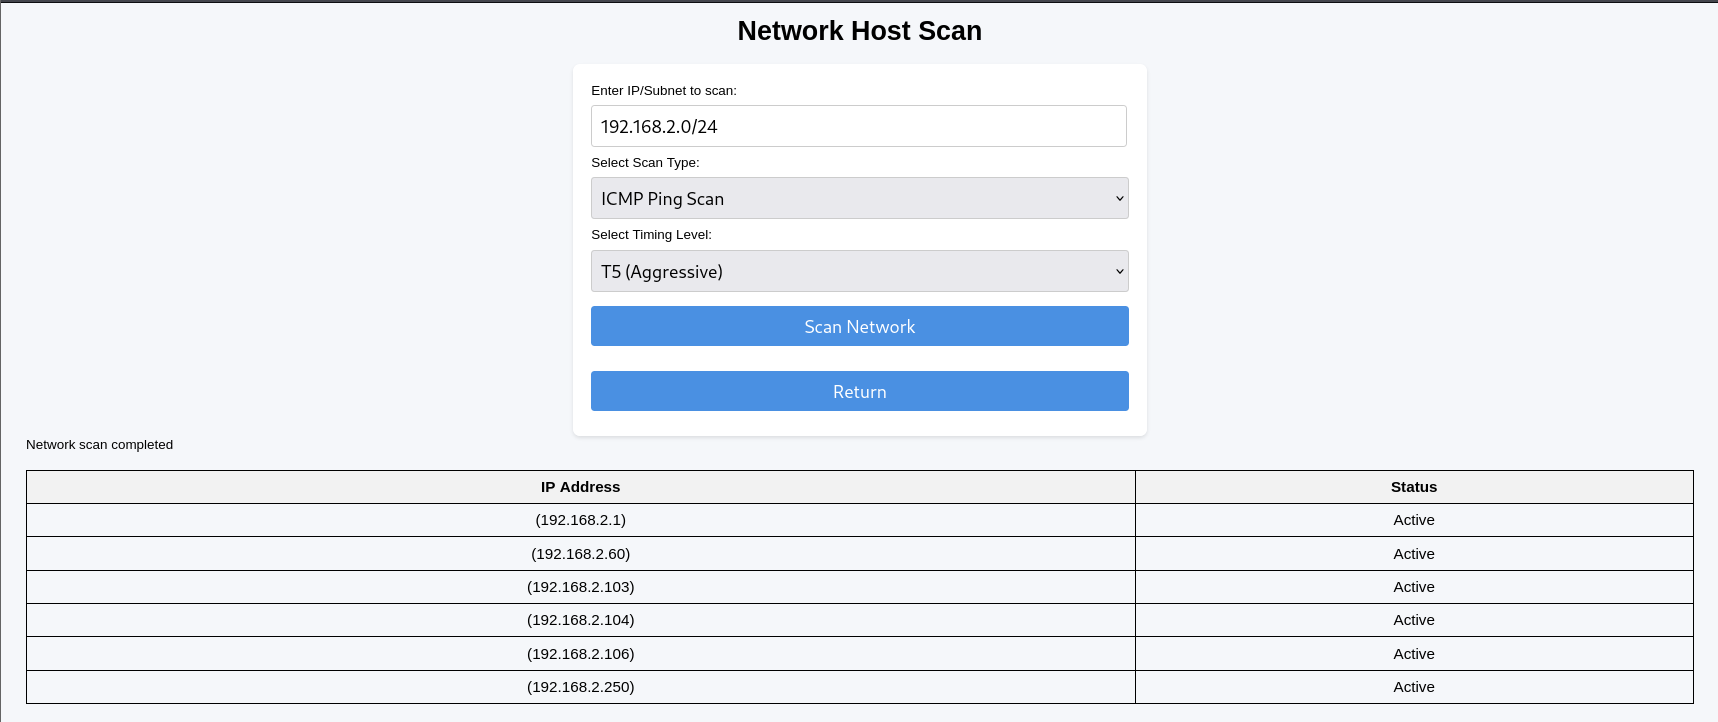 Network Host Scan
Enter IP/Subnet to scan:
192.168.2.0/24
Select Scan Type:
ICMP Ping Scan
Select Timing Level:
T5 (Aggressive)
Scan Network
Return
Network scan completed
IP Address Status
(192.168.2.1) Active
(192.168.2.60) Active
(192.168.2.103) Active
(192.168.2.104) Active
(192.168.2.106) Active
(192.168.2.250) Active